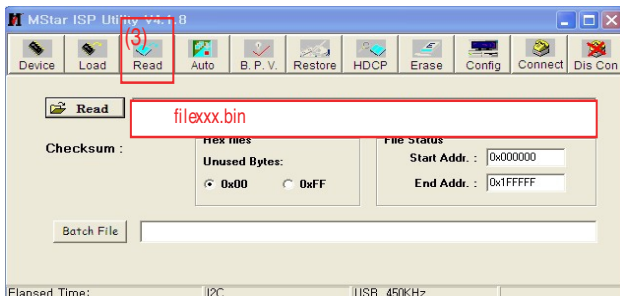 MStar ISP Utility V4.1.8
(3)
Device Load Read Auto B. P. V. Restore HDCP Erase Config Connect Dis Con
Read
filexxx.bin
Checksum :
Hex files
File Status
Unused Bytes:
Start Addr. : 0x000000
0x00 0xFF
End Addr. : 0x1FFFFF
Batch File
Elapsed Time: I2C USB 450KHz